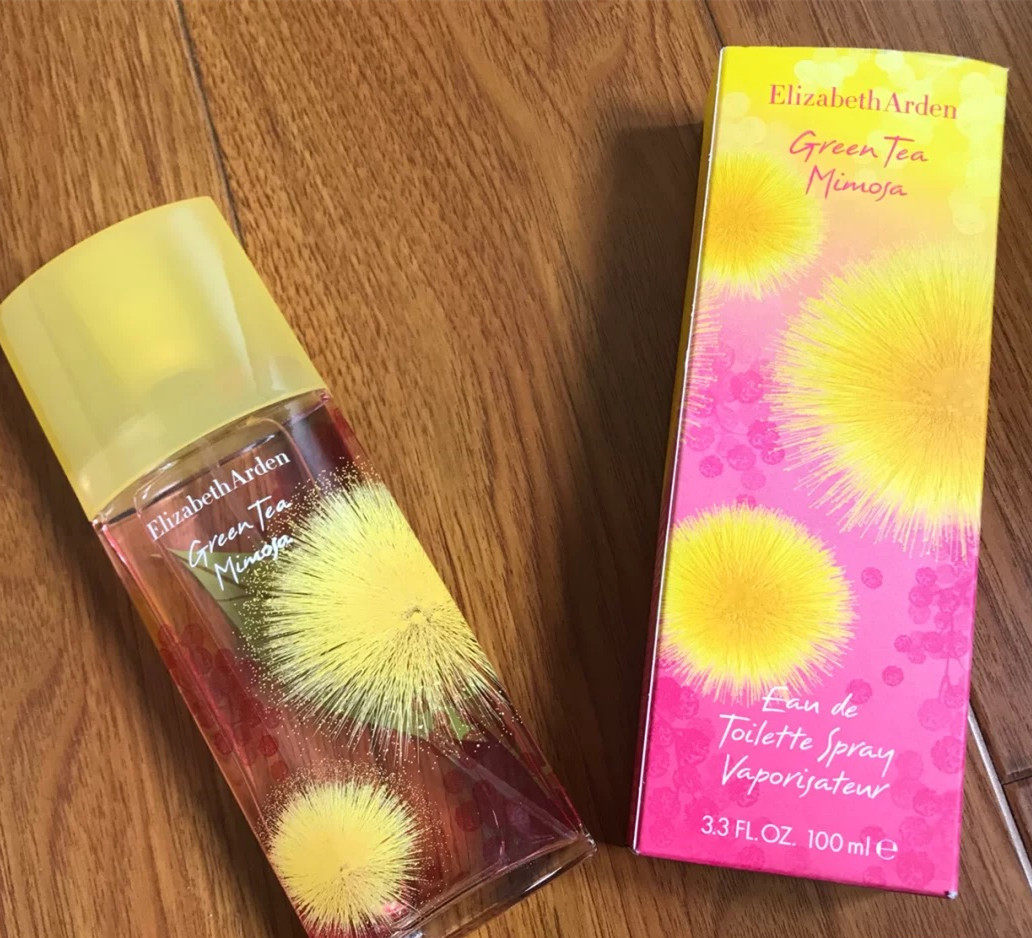 ElizabethArden
Green Tea
Mimosa
ElizabethArden
Green Tea
Mimosa
Eau de
Toilette Spray
Vaporisateur
3.3 FL. OZ. 100 ml ℮